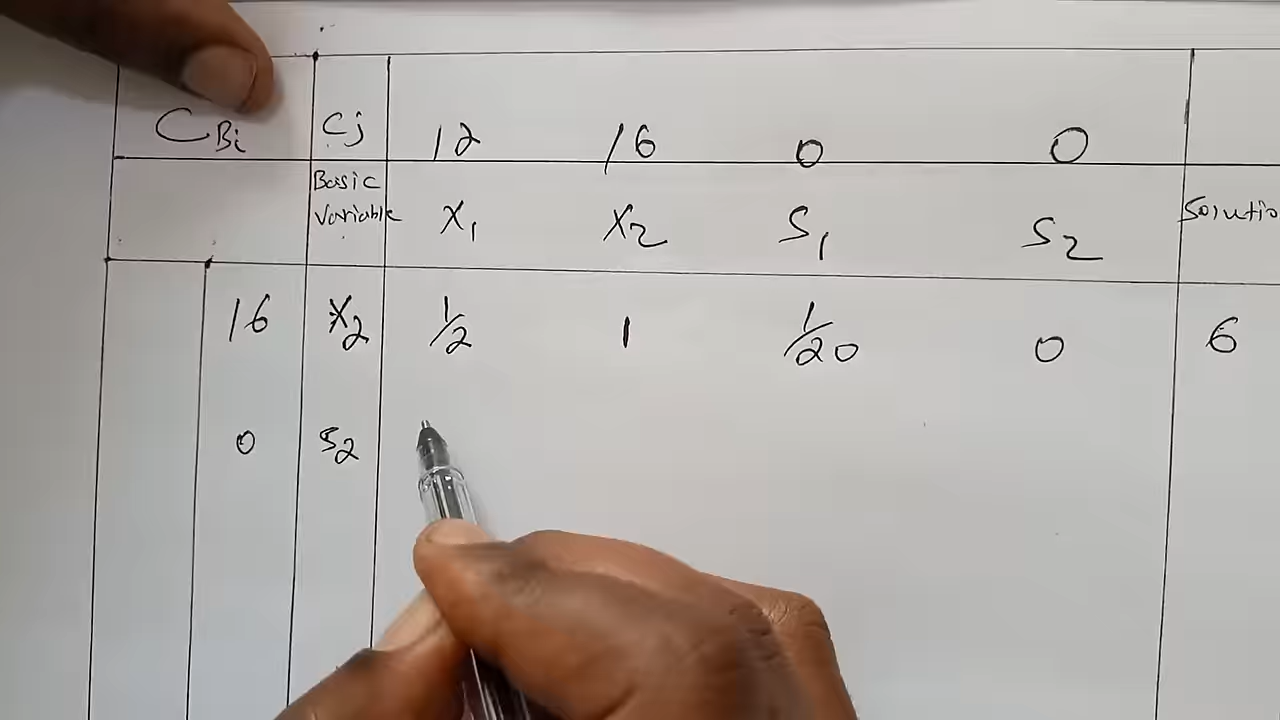 CBi Cj 12 16 0 0
Basic Variable X1 X2 S1 S2 Solutio
16 X2 1/2 1 1/20 0 6
0 S2